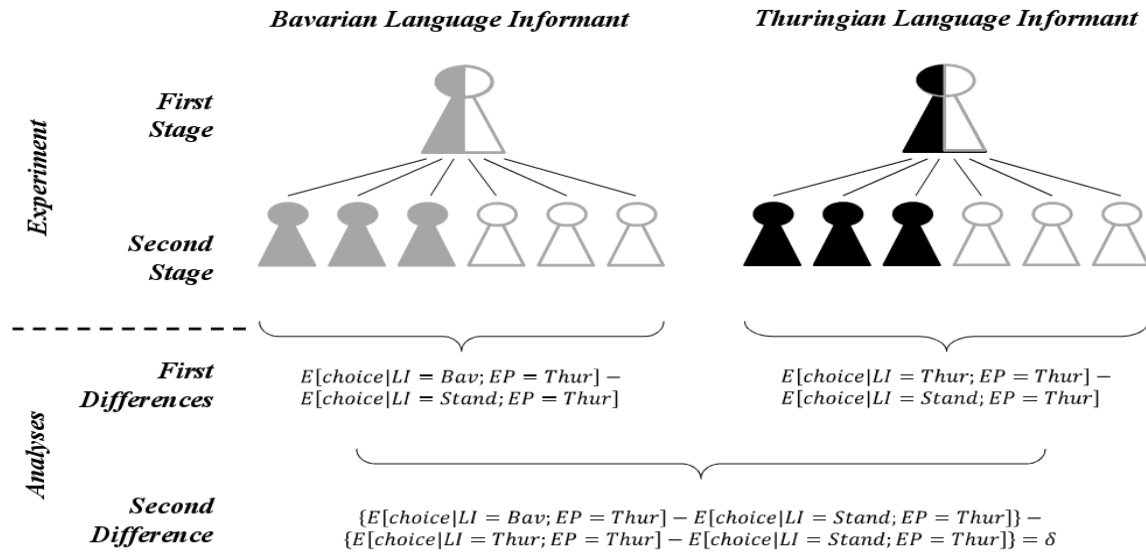 Bavarian Language Informant
Thuringian Language Informant
Experiment
First
Stage
Second
Stage
Analyses
First
Differences
E[choice|LI = Bav; EP = Thur] −
E[choice|LI = Stand; EP = Thur]
E[choice|LI = Thur; EP = Thur] −
E[choice|LI = Stand; EP = Thur]
Second
Difference
{E[choice|LI = Bav; EP = Thur] − E[choice|LI = Stand; EP = Thur]} −
{E[choice|LI = Thur; EP = Thur] − E[choice|LI = Stand; EP = Thur]} = δ